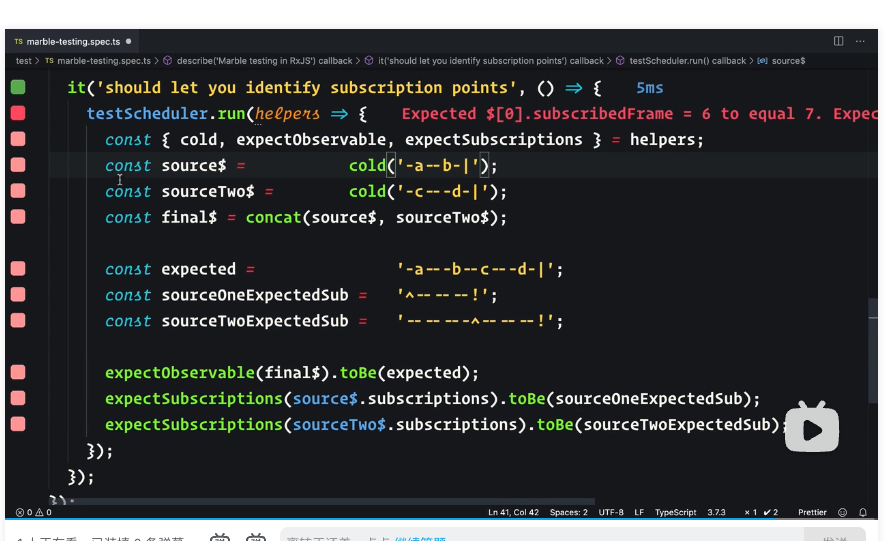 TS marble-testing.spec.ts ●
test > TS marble-testing.spec.ts > describe('Marble testing in RxJS') callback > it('should let you identify subscription points') callback > testScheduler.run() callback > source$
it('should let you identify subscription points', () => { 5ms
testScheduler.run(helpers => { Expected $[0].subscribedFrame = 6 to equal 7. Expec
const { cold, expectObservable, expectSubscriptions } = helpers;
const source$ = cold('-a--b-|');
const sourceTwo$ = cold('-c--d-|');
const final$ = concat(source$, sourceTwo$);
const expected = '-a---b--c---d-|';
const sourceOneExpectedSub = '^------!';
const sourceTwoExpectedSub = '-------^------!';
expectObservable(final$).toBe(expected);
expectSubscriptions(source$.subscriptions).toBe(sourceOneExpectedSub);
expectSubscriptions(sourceTwo$.subscriptions).toBe(sourceTwoExpectedSub);
});
});
});
0 0 Ln 41, Col 42 Spaces: 2 UTF-8 LF TypeScript 3.7.3 × 1 ✔ 2 Prettier